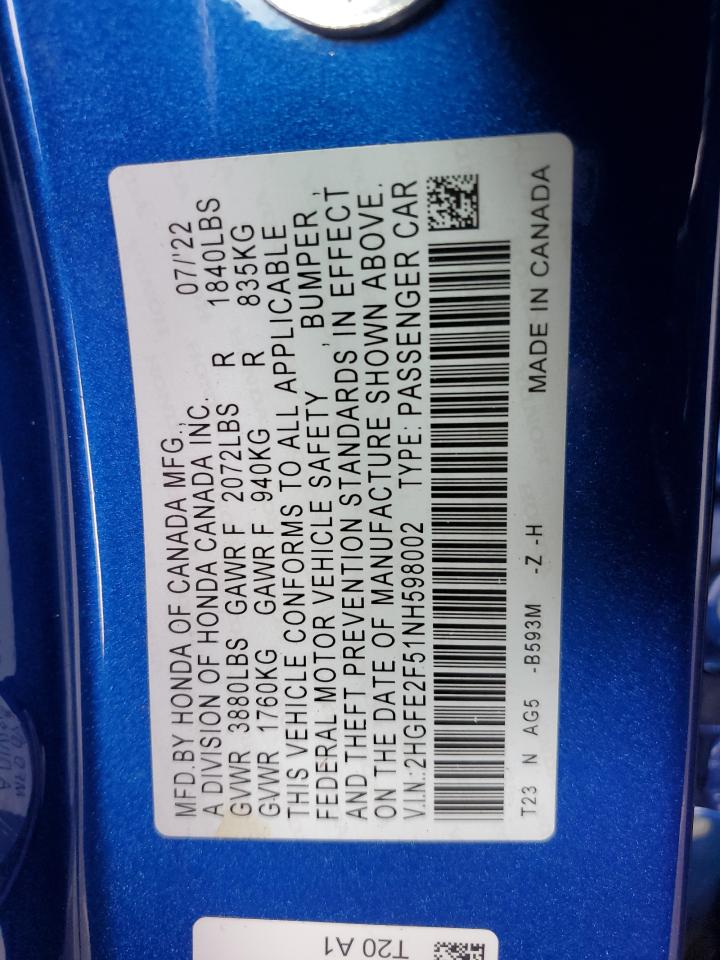 MFD.BY HONDA OF CANADA MFG., 07/'22
A DIVISION OF HONDA CANADA INC.
GVWR 3880LBS GAWR F 2072LBS R 1840LBS
GVWR 1760KG GAWR F 940KG R 835KG
THIS VEHICLE CONFORMS TO ALL APPLICABLE
FEDERAL MOTOR VEHICLE SAFETY , BUMPER ,
AND THEFT PREVENTION STANDARDS IN EFFECT
ON THE DATE OF MANUFACTURE SHOWN ABOVE.
V.I.N.:2HGFE2F51NH598002 TYPE: PASSENGER CAR
T23 N AG5 -B593M -Z -H MADE IN CANADA
T20 A1